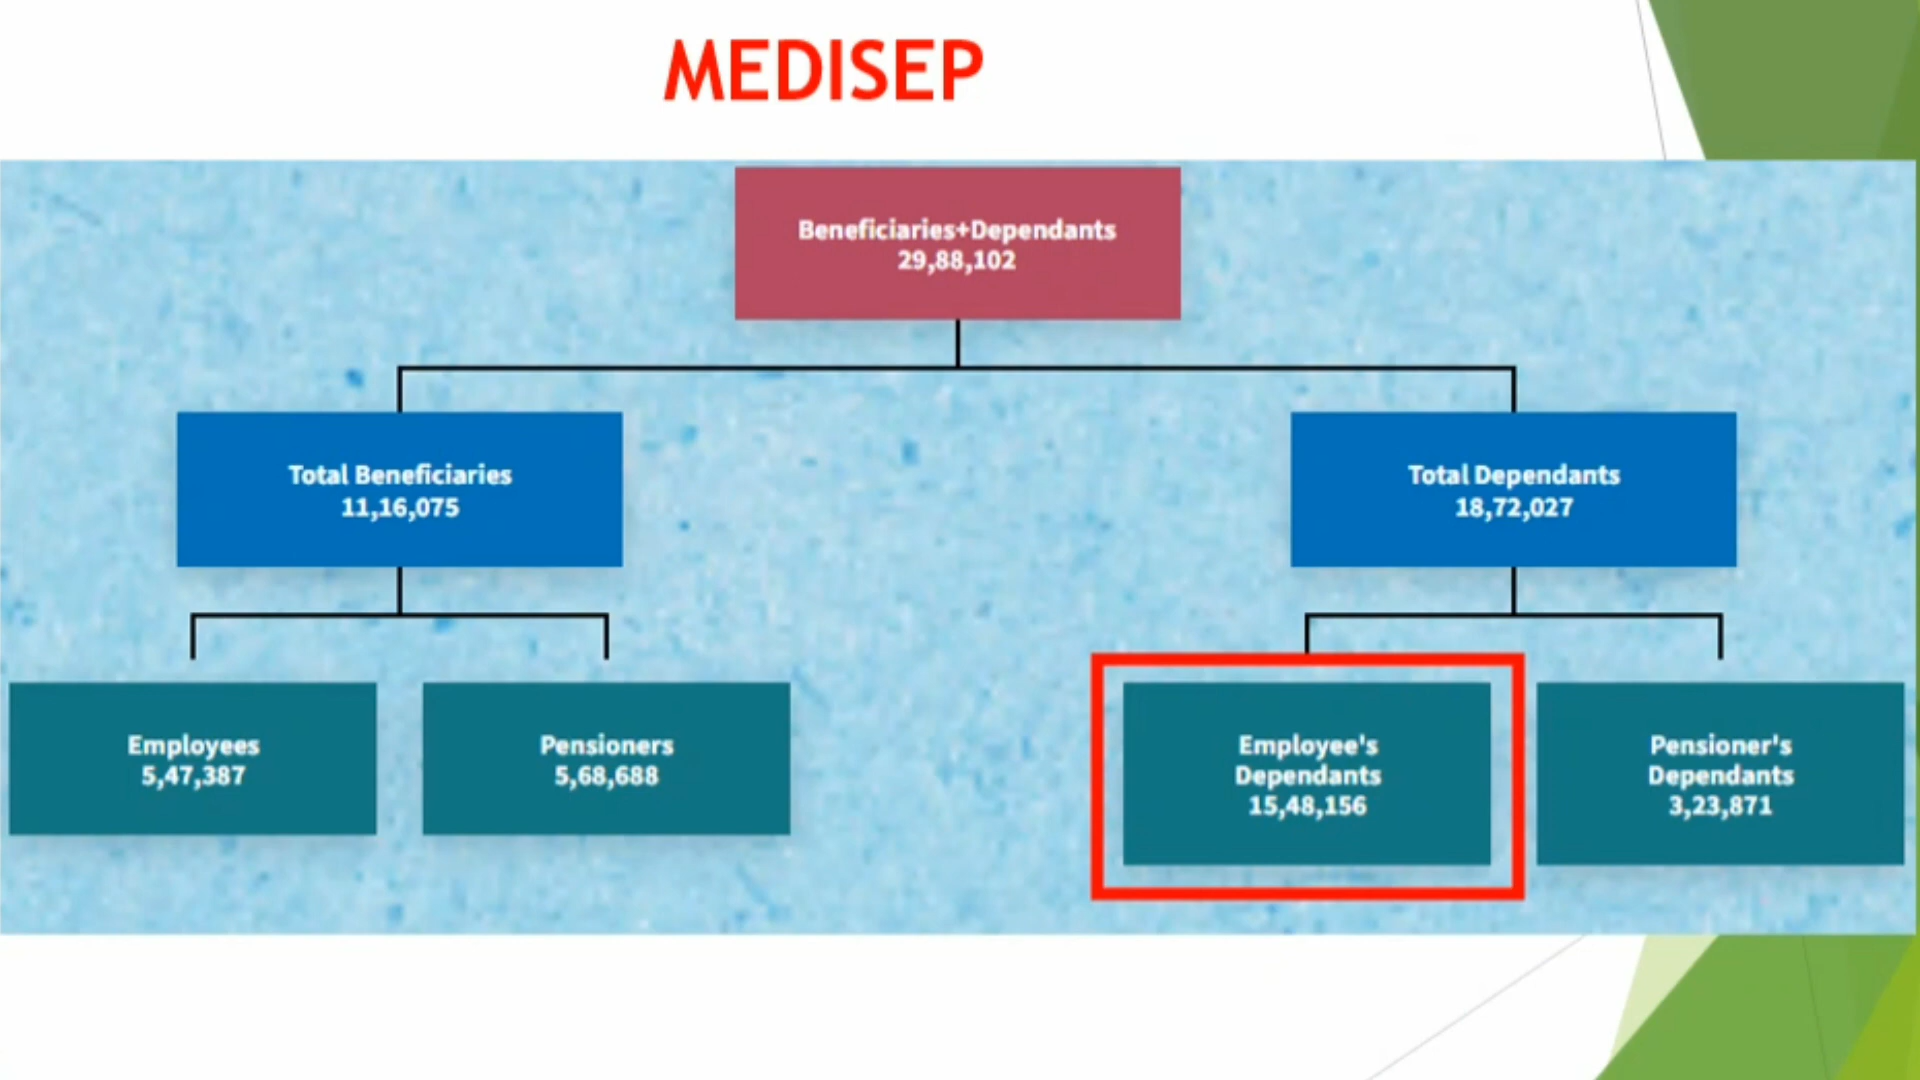 MEDISEP
Beneficiaries+Dependants
29,88,102
Total Beneficiaries
11,16,075
Total Dependants
18,72,027
Employees
5,47,387
Pensioners
5,68,688
Employee's
Dependants
15,48,156
Pensioner's
Dependants
3,23,871